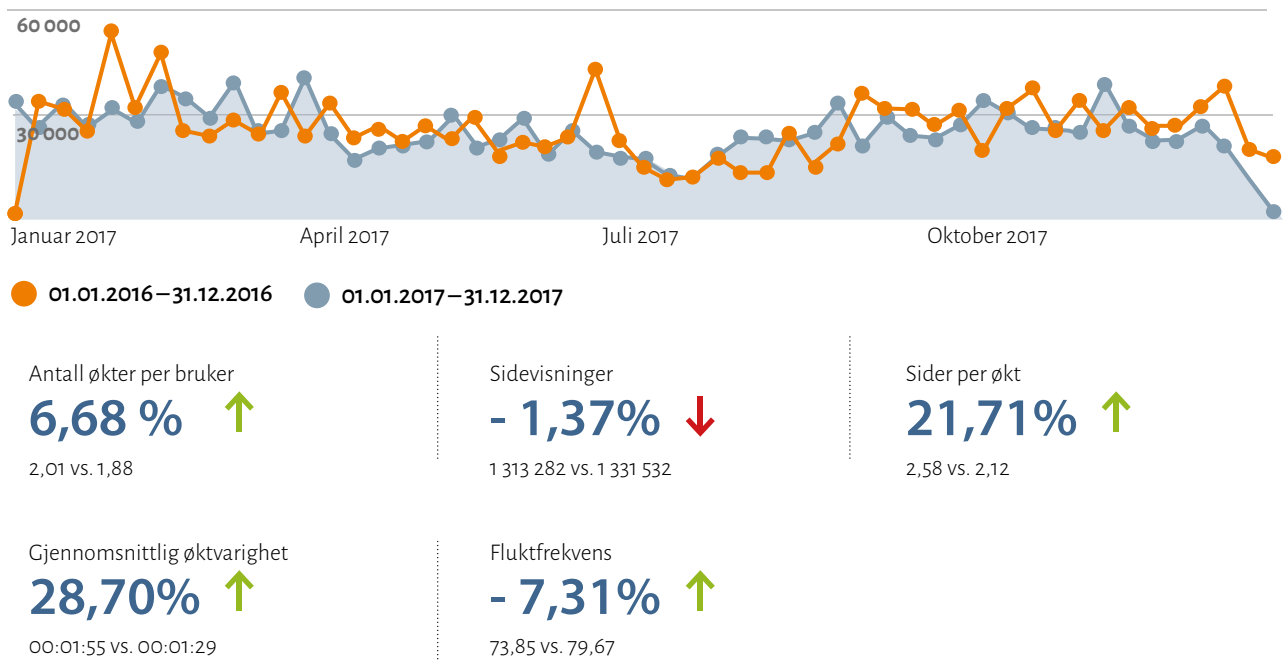 60 000
30 000
Januar 2017
April 2017
Juli 2017
Oktober 2017
01.01.2016–31.12.2016
01.01.2017–31.12.2017
Antall økter per bruker
6,68 %
2,01 vs. 1,88
Sidevisninger
- 1,37%
1 313 282 vs. 1 331 532
Sider per økt
21,71%
2,58 vs. 2,12
Gjennomsnittlig øktvarighet
28,70%
00:01:55 vs. 00:01:29
Fluktfrekvens
- 7,31%
73,85 vs. 79,67